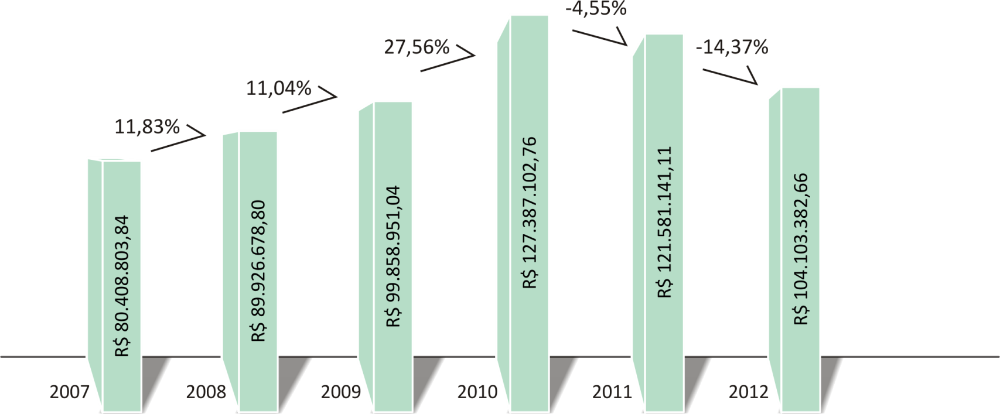 -4,55%
27,56%
-14,37%
11,04%
11,83%
R$ 80.408.803,84
R$ 89.926.678,80
R$ 99.858.951,04
R$ 127.387.102,76
R$ 121.581.141,11
R$ 104.103.382,66
2007
2008
2009
2010
2011
2012